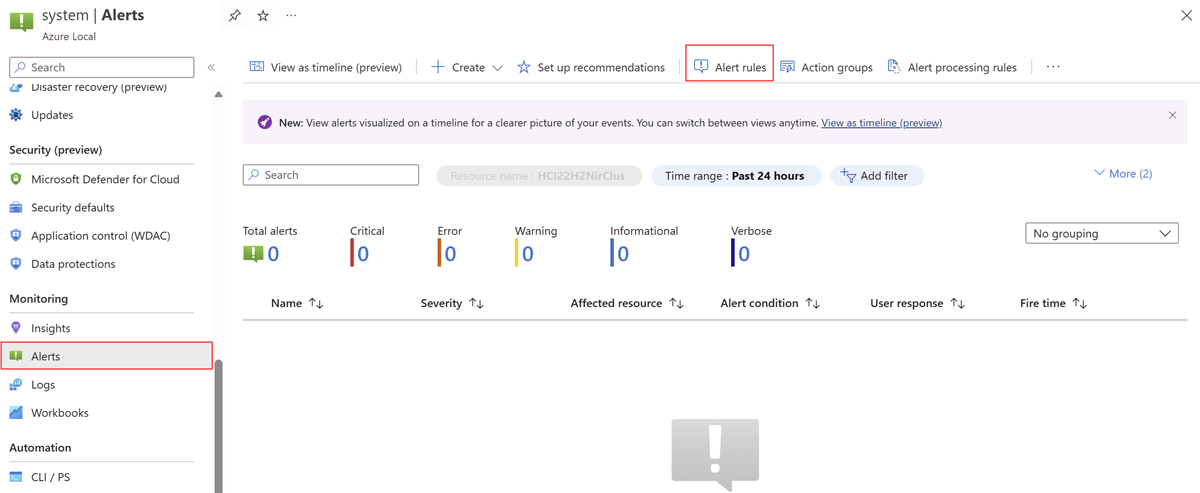 system | Alerts
Azure Local
Search
Disaster recovery (preview)
Updates
Security (preview)
Microsoft Defender for Cloud
Security defaults
Application control (WDAC)
Data protections
Monitoring
Insights
Alerts
Logs
Workbooks
Automation
CLI / PS
View as timeline (preview) Create Set up recommendations Alert rules Action groups Alert processing rules
New: View alerts visualized on a timeline for a clearer picture of your events. You can switch between views anytime. View as timeline (preview)
Search Resource name : HCI22H2NirClus Time range : Past 24 hours Add filter More (2)
Total alerts Critical Error Warning Informational Verbose
0 0 0 0 0 0
No grouping
Name Severity Affected resource Alert condition User response Fire time